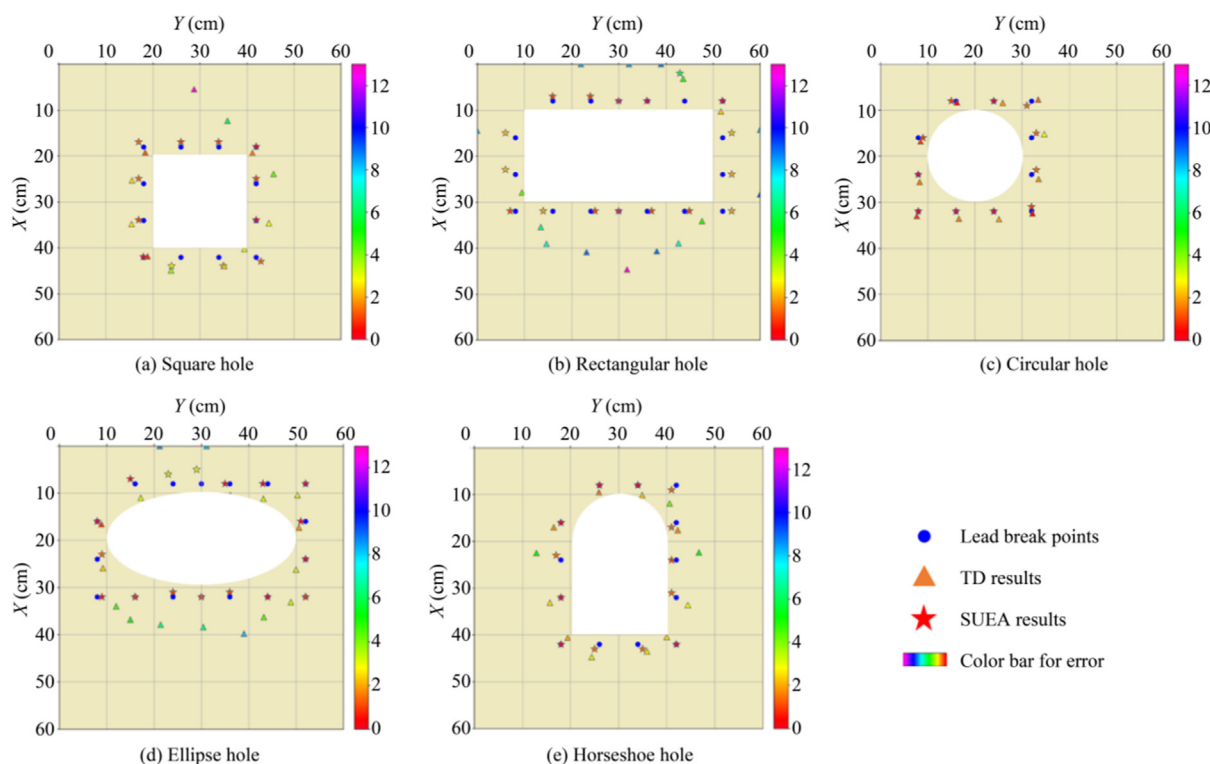 Y (cm)
0 10 20 30 40 50 60
X (cm)
10
20
30
40
50
60
12
10
8
6
4
2
0
(a) Square hole
Y (cm)
0 10 20 30 40 50 60
X (cm)
10
20
30
40
50
60
12
10
8
6
4
2
0
(b) Rectangular hole
Y (cm)
0 10 20 30 40 50 60
X (cm)
10
20
30
40
50
60
12
10
8
6
4
2
0
(c) Circular hole
Y (cm)
0 10 20 30 40 50 60
X (cm)
10
20
30
40
50
60
12
10
8
6
4
2
0
(d) Ellipse hole
Y (cm)
0 10 20 30 40 50 60
X (cm)
10
20
30
40
50
60
12
10
8
6
4
2
0
(e) Horseshoe hole
Lead break points
TD results
SUEA results
Color bar for error